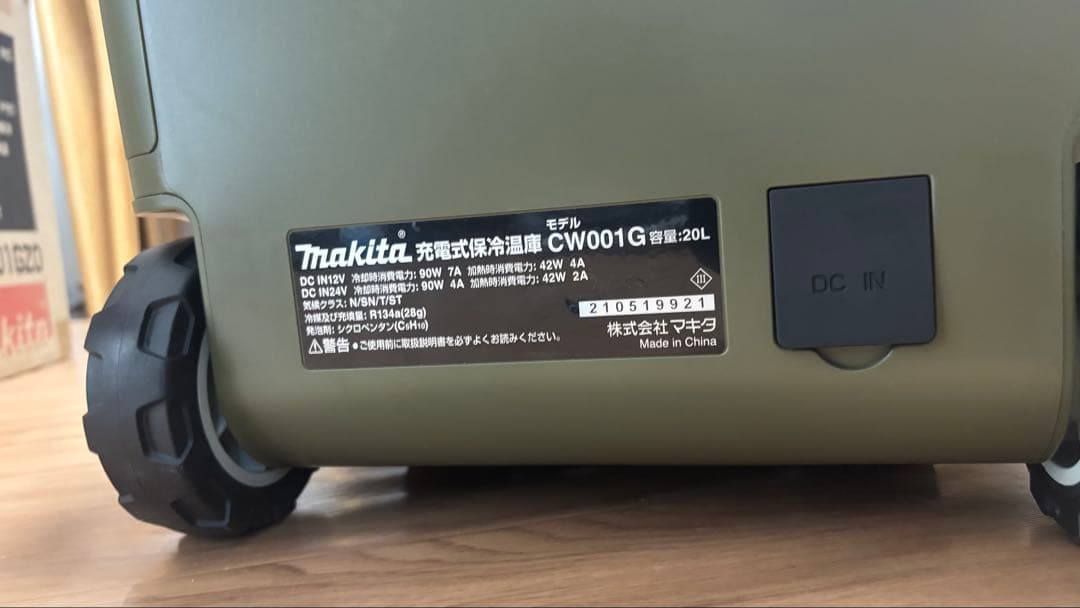 makita® 充電式保冷温庫 モデル CW001G 容量:20L
DC IN12V 冷却時消費電力: 90W 7A 加熱時消費電力: 42W 4A
DC IN24V 冷却時消費電力: 90W 4A 加熱時消費電力: 42W 2A
気候クラス: N/SN/T/ST
冷媒及び充填量: R134a(28g)
発泡剤: シクロペンタン(C₅H₁₀)
⚠警告 ●ご使用前に取扱説明書を必ずよくお読みください。
III
210519921
株式会社マキタ
Made in China
DC IN
01GZO
kita